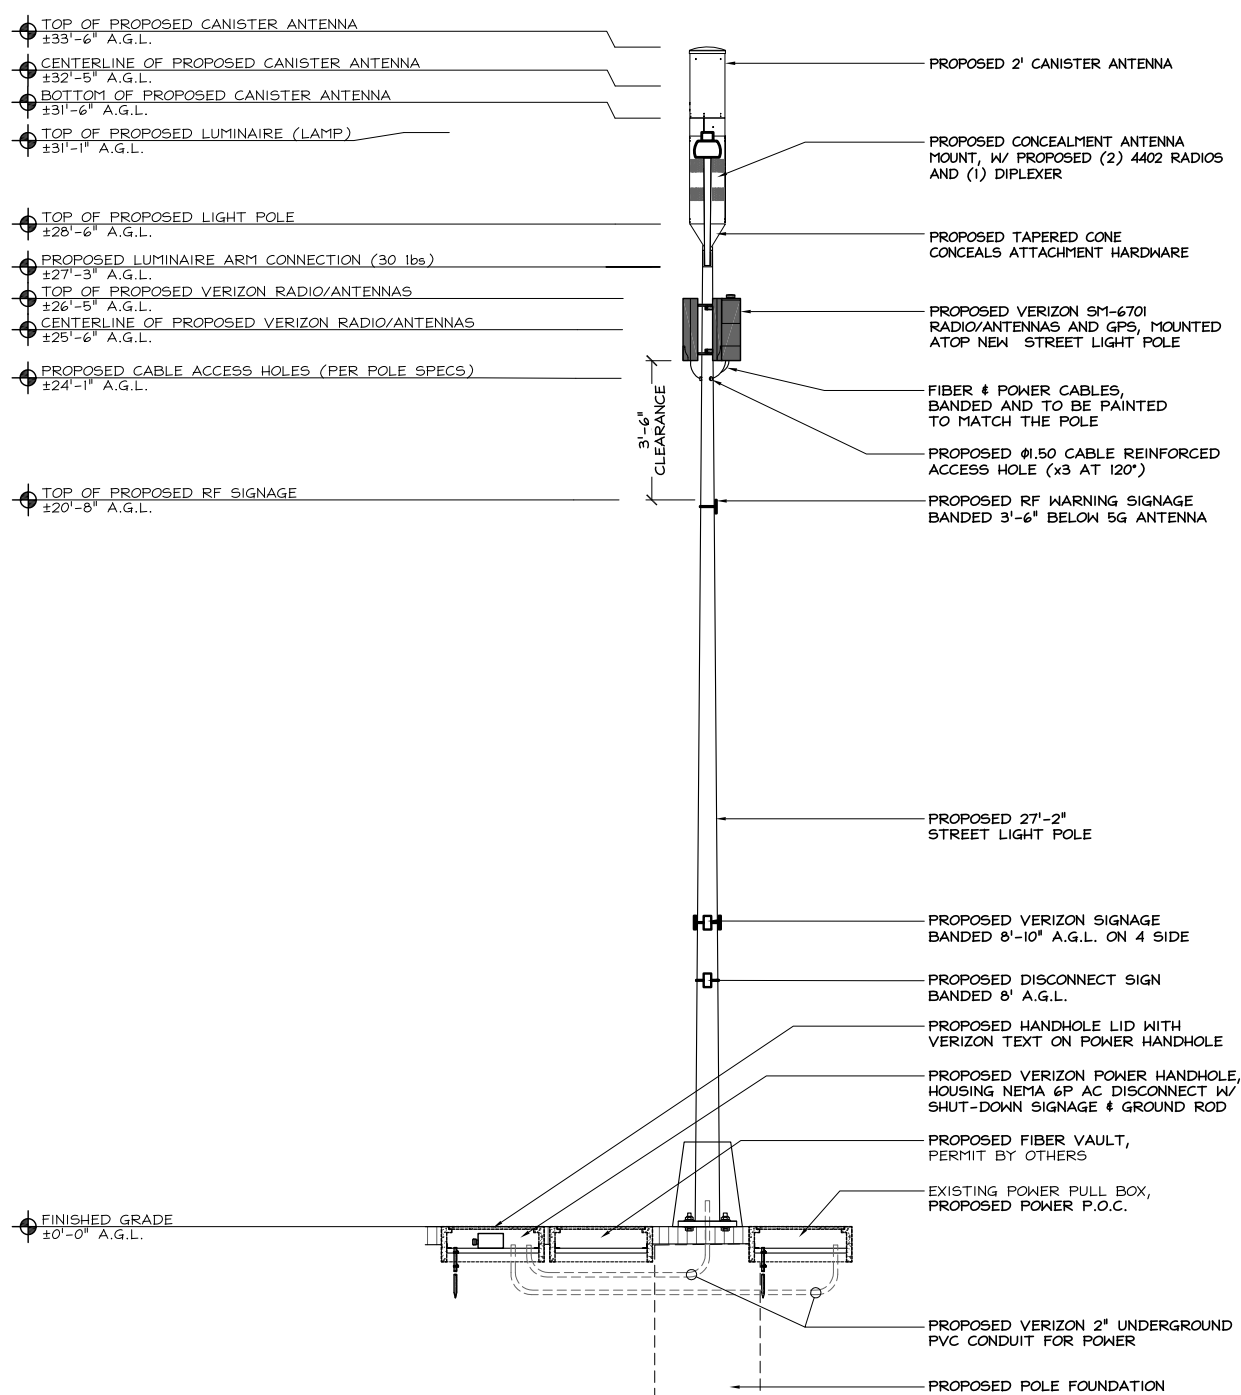 TOP OF PROPOSED CANISTER ANTENNA
±33'-6" A.G.L.
CENTERLINE OF PROPOSED CANISTER ANTENNA
±32'-5" A.G.L.
BOTTOM OF PROPOSED CANISTER ANTENNA
±31'-6" A.G.L.
TOP OF PROPOSED LUMINAIRE (LAMP)
±31'-1" A.G.L.
TOP OF PROPOSED LIGHT POLE
±28'-6" A.G.L.
PROPOSED LUMINAIRE ARM CONNECTION (30 lbs)
±27'-3" A.G.L.
TOP OF PROPOSED VERIZON RADIO/ANTENNAS
±26'-5" A.G.L.
CENTERLINE OF PROPOSED VERIZON RADIO/ANTENNAS
±25'-6" A.G.L.
PROPOSED CABLE ACCESS HOLES (PER POLE SPECS)
±24'-1" A.G.L.
TOP OF PROPOSED RF SIGNAGE
±20'-8" A.G.L.
FINISHED GRADE
±0'-0" A.G.L.
3'-6"
CLEARANCE
PROPOSED 2' CANISTER ANTENNA
PROPOSED CONCEALMENT ANTENNA
MOUNT, W/ PROPOSED (2) 4402 RADIOS
AND (1) DIPLEXER
PROPOSED TAPERED CONE
CONCEALS ATTACHMENT HARDWARE
PROPOSED VERIZON SM-6701
RADIO/ANTENNAS AND GPS, MOUNTED
ATOP NEW STREET LIGHT POLE
FIBER & POWER CABLES,
BANDED AND TO BE PAINTED
TO MATCH THE POLE
PROPOSED Ø1.50 CABLE REINFORCED
ACCESS HOLE (x3 AT 120°)
PROPOSED RF WARNING SIGNAGE
BANDED 3'-6" BELOW 5G ANTENNA
PROPOSED 27'-2"
STREET LIGHT POLE
PROPOSED VERIZON SIGNAGE
BANDED 8'-10" A.G.L. ON 4 SIDE
PROPOSED DISCONNECT SIGN
BANDED 8' A.G.L.
PROPOSED HANDHOLE LID WITH
VERIZON TEXT ON POWER HANDHOLE
PROPOSED VERIZON POWER HANDHOLE,
HOUSING NEMA 6P AC DISCONNECT W/
SHUT-DOWN SIGNAGE & GROUND ROD
PROPOSED FIBER VAULT,
PERMIT BY OTHERS
EXISTING POWER PULL BOX,
PROPOSED POWER P.O.C.
PROPOSED VERIZON 2" UNDERGROUND
PVC CONDUIT FOR POWER
PROPOSED POLE FOUNDATION